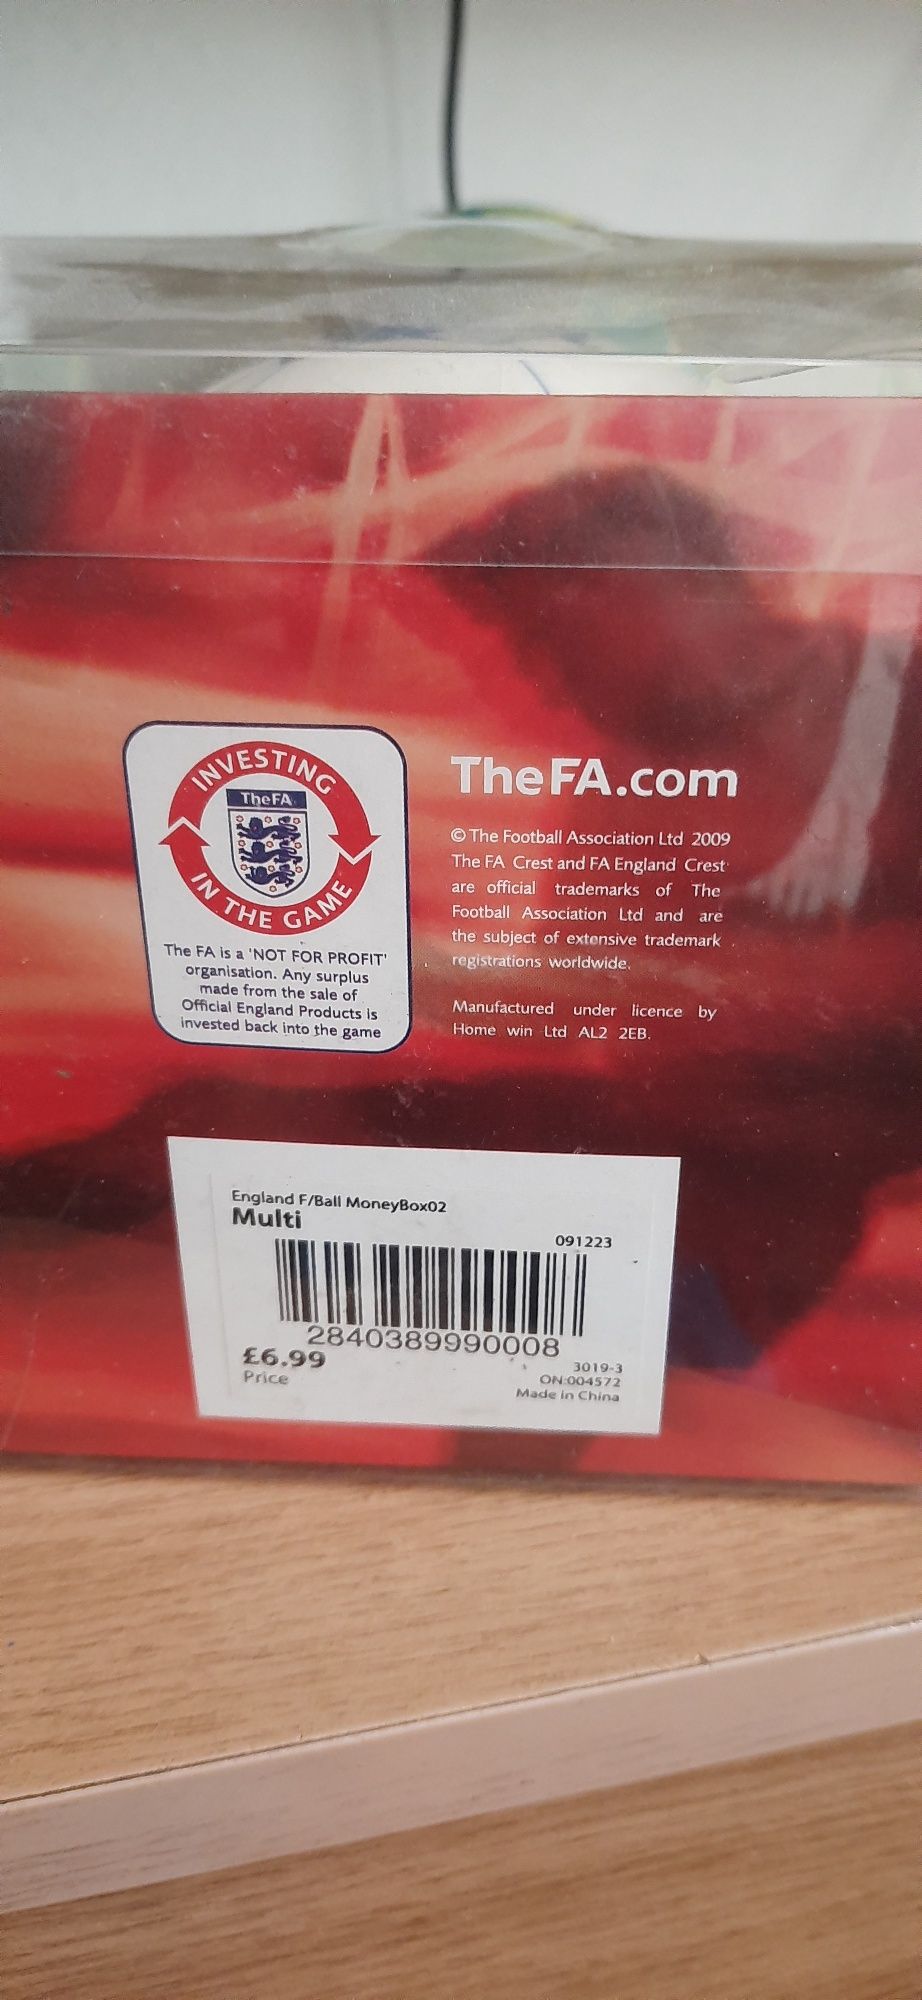 INVESTING
TheFA
IN THE GAME
The FA is a 'NOT FOR PROFIT'
organisation. Any surplus
made from the sale of
Official England Products is
invested back into the game
TheFA.com
© The Football Association Ltd 2009
The FA Crest and FA England Crest
are official trademarks of The
Football Association Ltd and are
the subject of extensive trademark
registrations worldwide.
Manufactured under licence by
Home win Ltd AL2 2EB.
England F/Ball MoneyBox02
Multi
091223
2840389990008
£6.99
Price
3019-3
ON:004572
Made in China